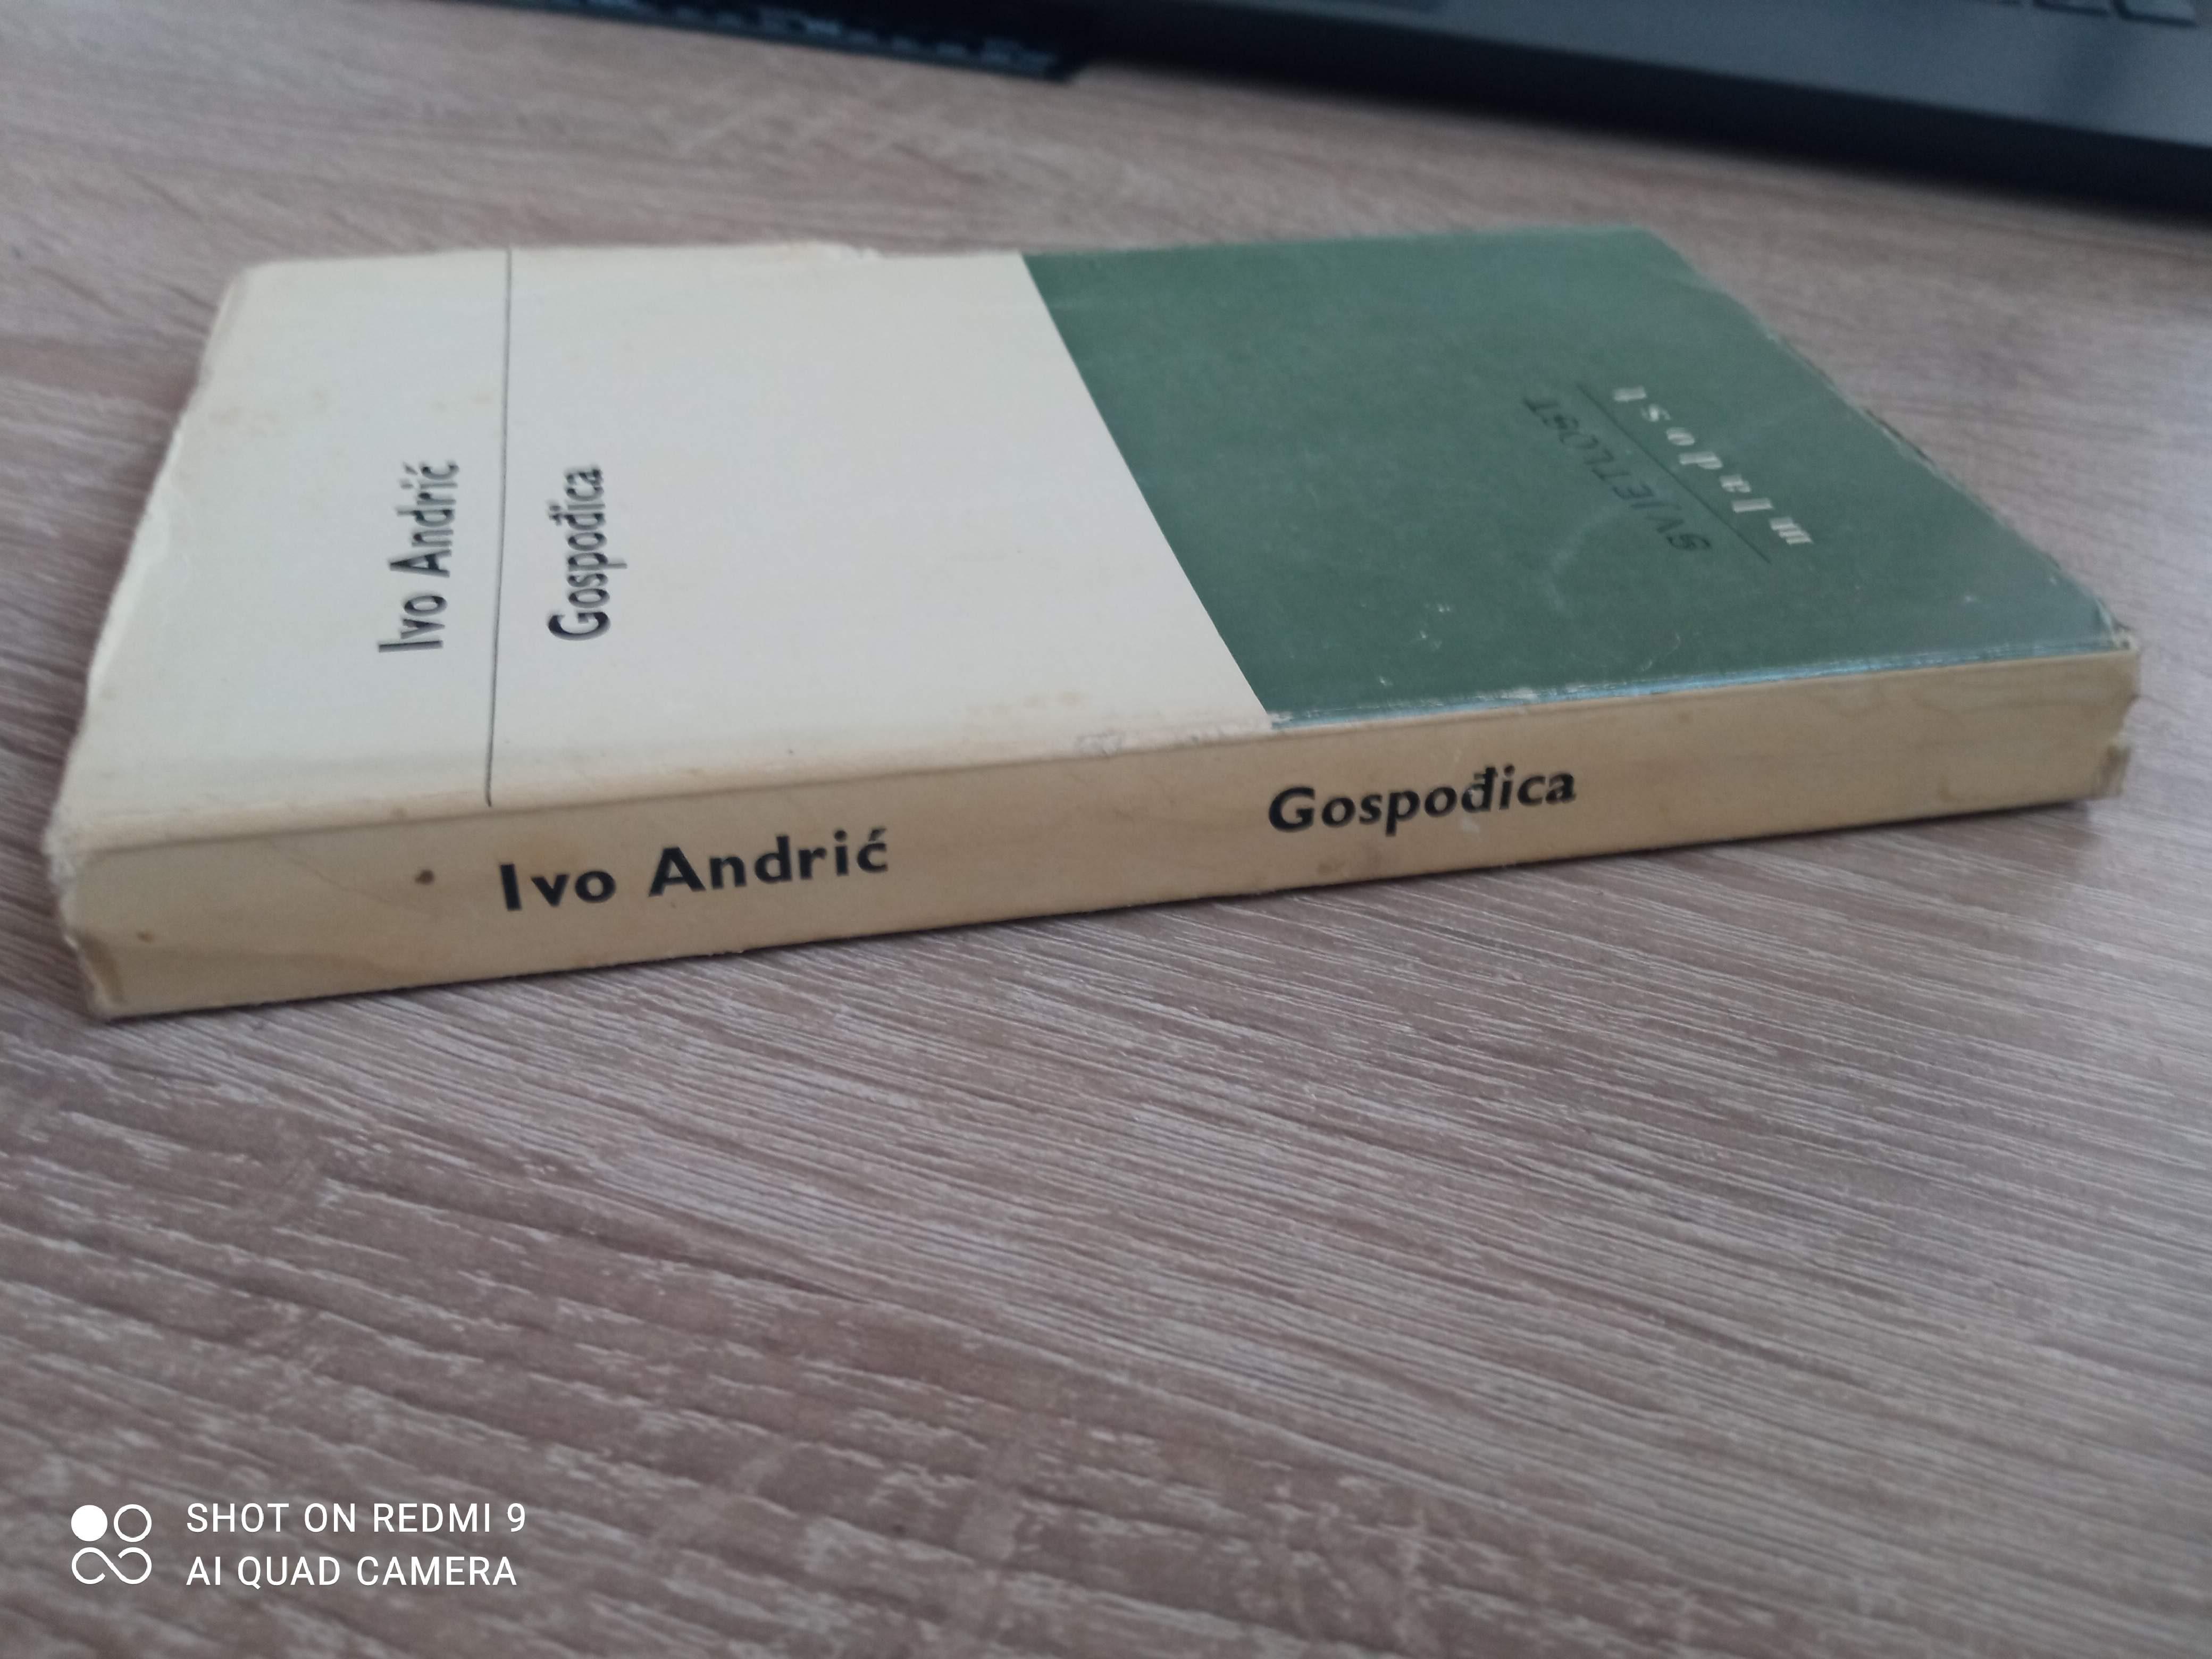 Ivo Andrić
Gospođica
mladost
SVJETLOST
Ivo Andrić
Gospođica
SHOT ON REDMI 9
AI QUAD CAMERA